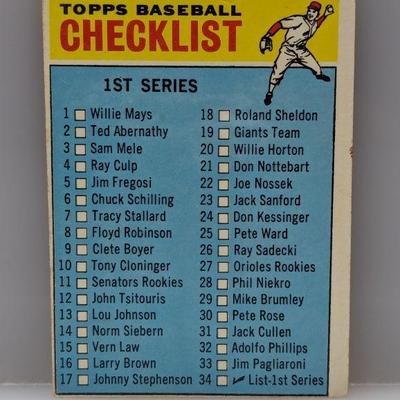 TOPPS BASEBALL
CHECKLIST
1ST SERIES
1 Willie Mays
2 Ted Abernathy
3 Sam Mele
4 Ray Culp
5 Jim Fregosi
6 Chuck Schilling
7 Tracy Stallard
8 Floyd Robinson
9 Clete Boyer
10 Tony Cloninger
11 Senators Rookies
12 John Tsitouris
13 Lou Johnson
14 Norm Siebern
15 Vern Law
16 Larry Brown
17 Johnny Stephenson
18 Roland Sheldon
19 Giants Team
20 Willie Horton
21 Don Nottebart
22 Joe Nossek
23 Jack Sanford
24 Don Kessinger
25 Pete Ward
26 Ray Sadecki
27 Orioles Rookies
28 Phil Niekro
29 Mike Brumley
30 Pete Rose
31 Jack Cullen
32 Adolfo Phillips
33 Jim Pagliaroni
34 List-1st Series